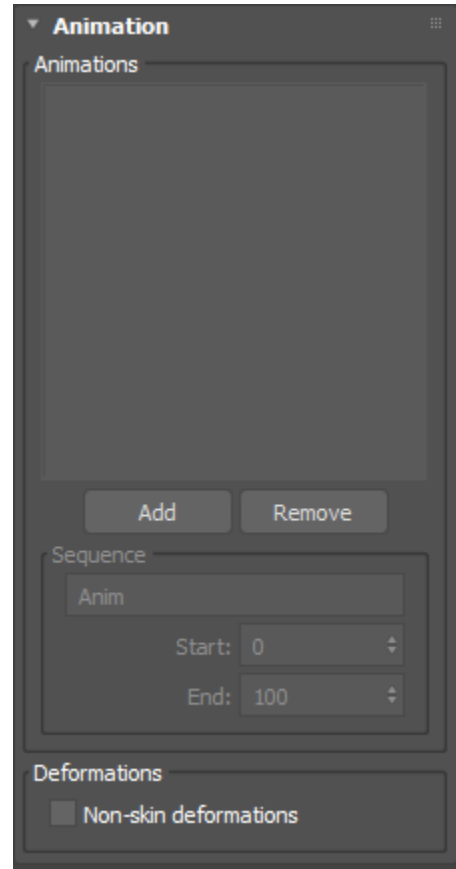 Animation
Animations
Add Remove
Sequence
Anim
Start: 0
End: 100
Deformations
Non-skin deformations